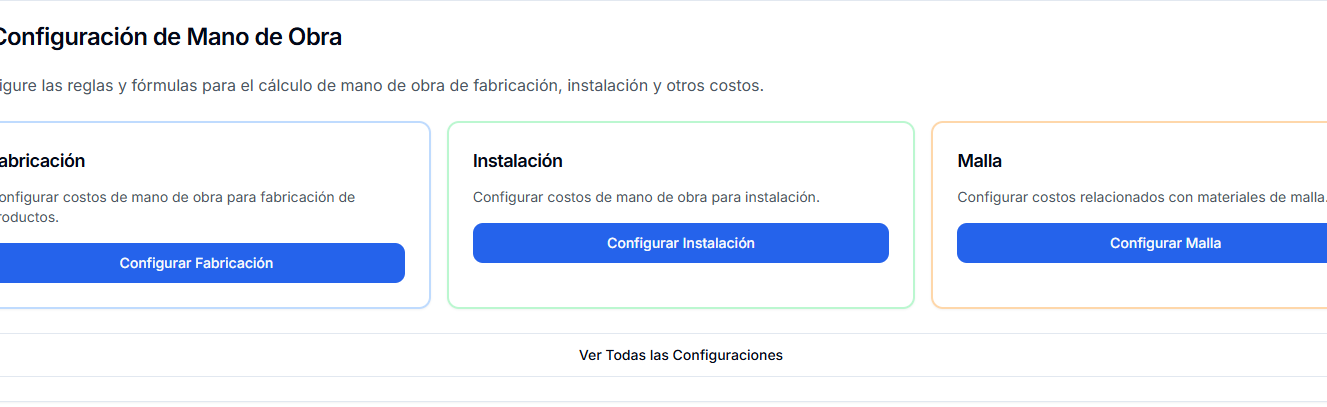 Configuración de Mano de Obra
igure las reglas y fórmulas para el cálculo de mano de obra de fabricación, instalación y otros costos.
abricación
onfigurar costos de mano de obra para fabricación de
roductos.
Configurar Fabricación
Instalación
Configurar costos de mano de obra para instalación.
Configurar Instalación
Malla
Configurar costos relacionados con materiales de malla.
Configurar Malla
Ver Todas las Configuraciones